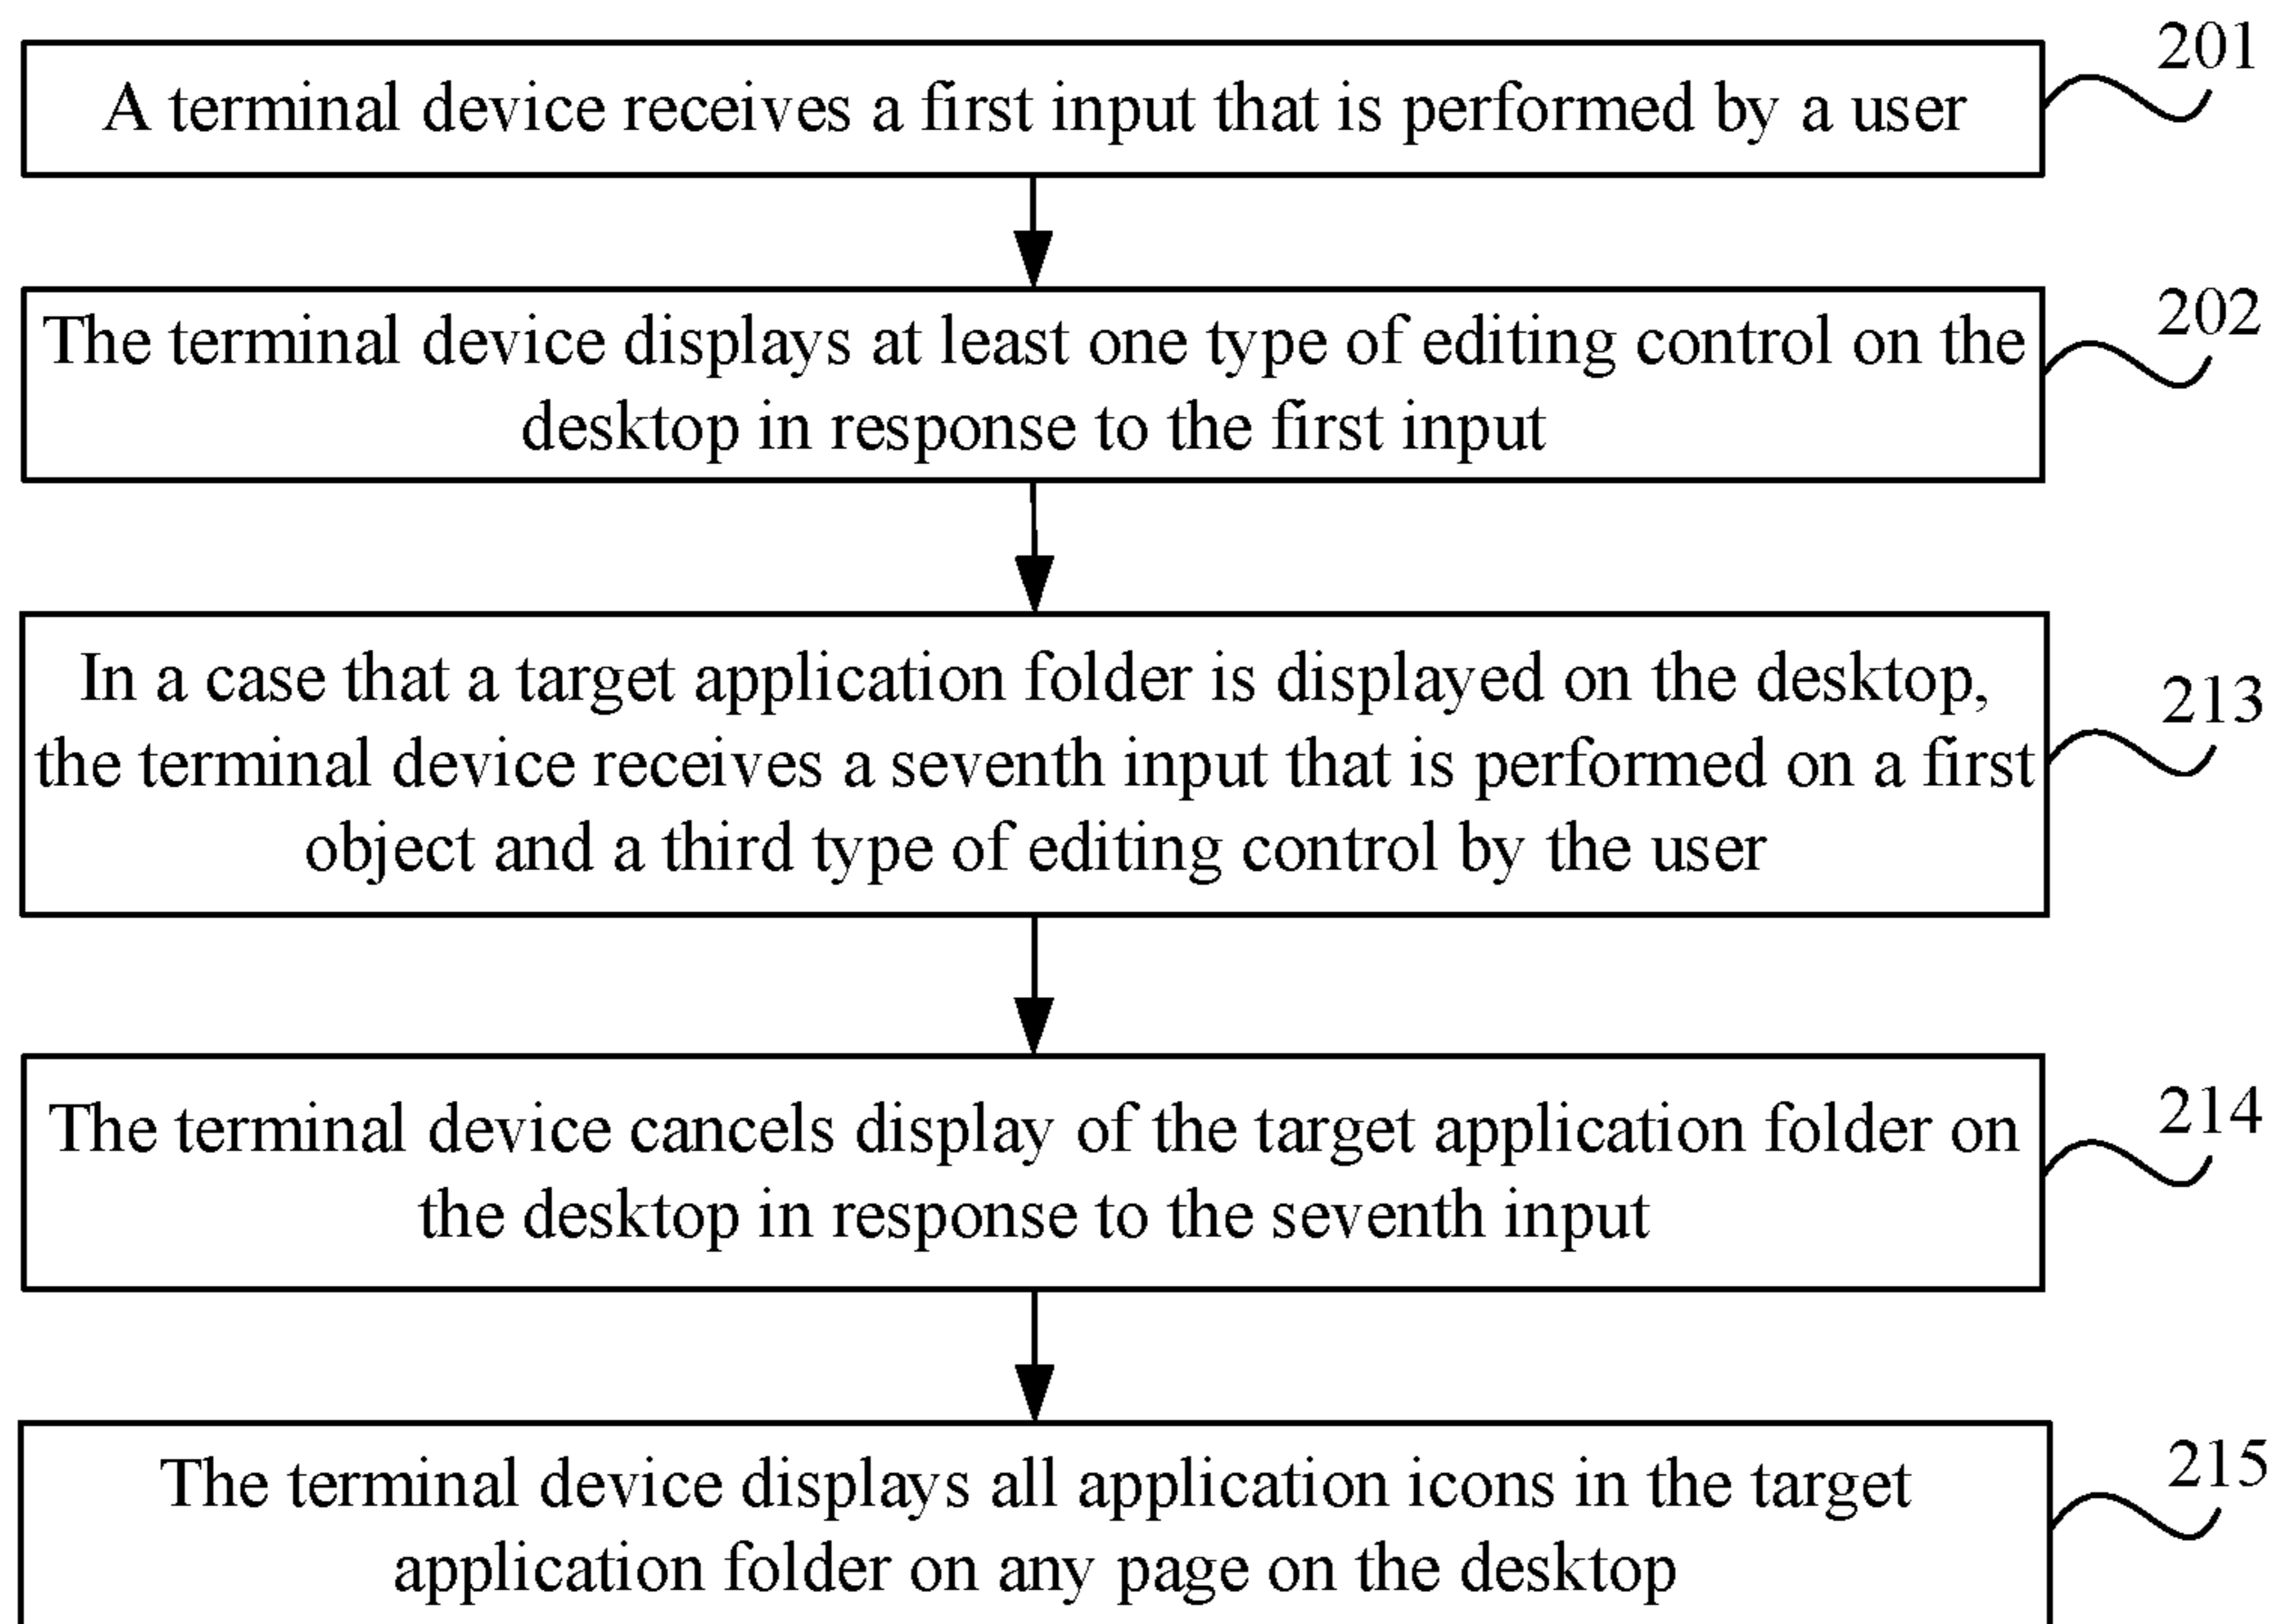 201
A terminal device receives a first input that is performed by a user
202
The terminal device displays at least one type of editing control on the
desktop in response to the first input
213
In a case that a target application folder is displayed on the desktop,
the terminal device receives a seventh input that is performed on a first
object and a third type of editing control by the user
214
The terminal device cancels display of the target application folder on
the desktop in response to the seventh input
215
The terminal device displays all application icons in the target
application folder on any page on the desktop